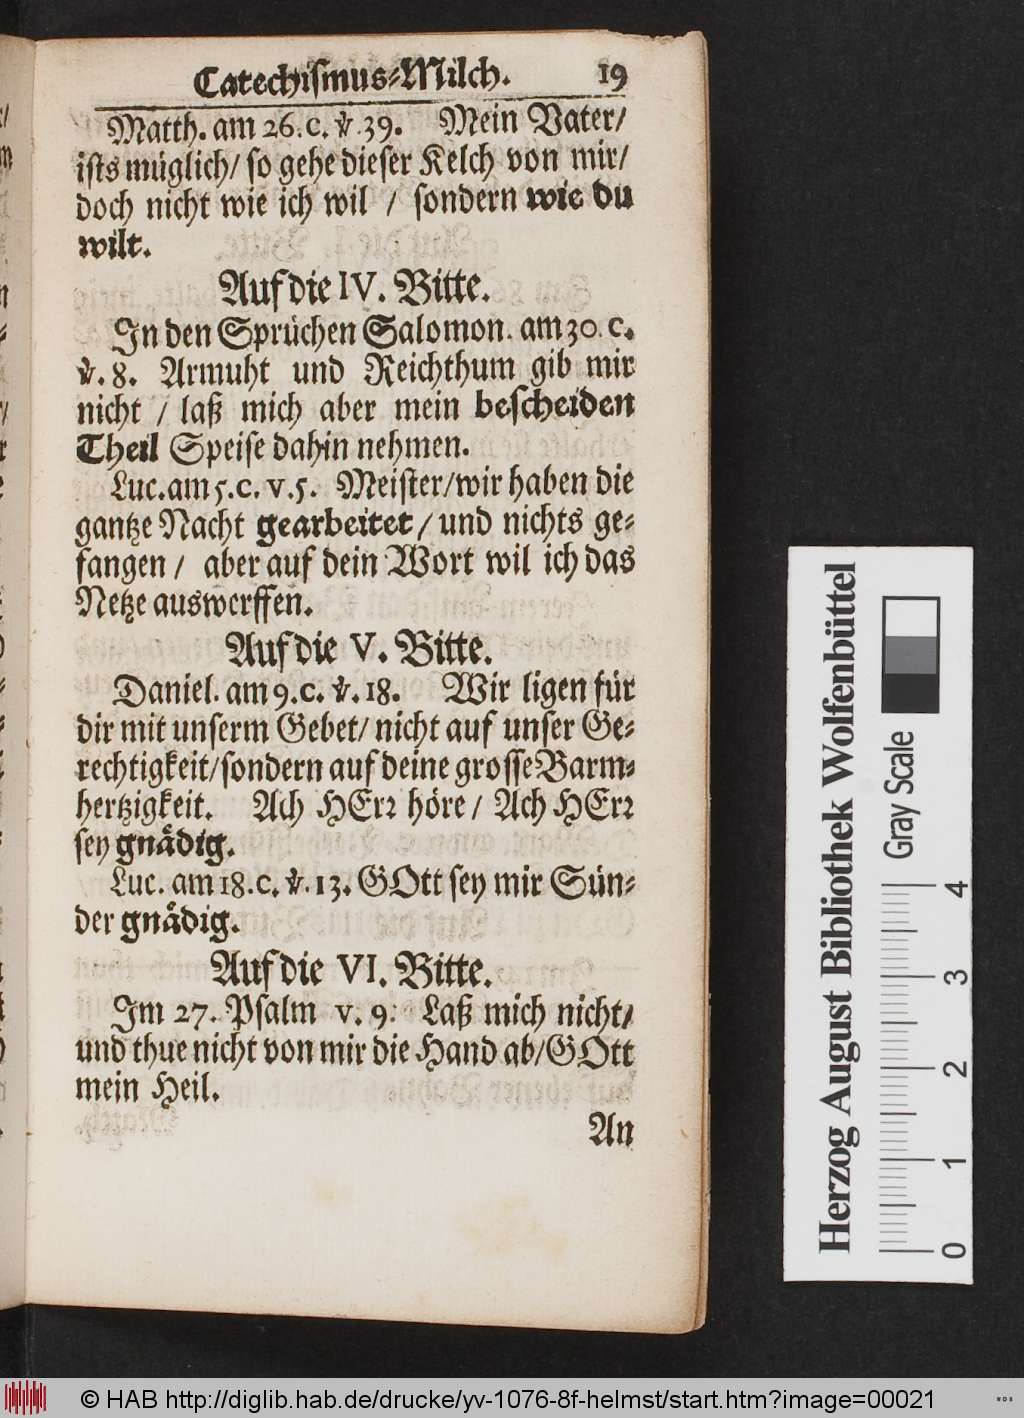 Catechismus-Milch. 19
Matth. am 26. C. ℣. 39. Mein Vater/
ists müglich/ so gehe dieser Kelch von mir/
doch nicht wie ich wil / sondern wie du
wilt.
Auf die IV. Bitte.
In den Sprüchen Salomon. am 30. C.
℣. 8. Armuht und Reichthum gib mir
nicht / laß mich aber mein bescheiden
Theil Speise dahin nehmen.
Luc. am 5. C. v. 5. Meister/ wir haben die
gantze Nacht gearbeitet / und nichts ge-
fangen / aber auf dein Wort wil ich das
Netze auswerffen.
Auf die V. Bitte.
Daniel. am 9. C. ℣. 18. Wir ligen für
dir mit unserm Gebet/ nicht auf unser Ge-
rechtigkeit/ sondern auf deine grosse Barm-
hertzigkeit. Ach HErr höre / Ach HErr
sey gnädig.
Luc. am 18. C. ℣. 13. GOtt sey mir Sün-
der gnädig.
Auf die VI. Bitte.
Im 27. Psalm v. 9: Laß mich nicht/
und thue nicht von mir die Hand ab/ GOtt
mein Heil.
An
Herzog August Bibliothek Wolfenbüttel
Gray Scale
0 1 2 3 4
© HAB http://diglib.hab.de/drucke/yv-1076-8f-helmst/start.htm?image=00021